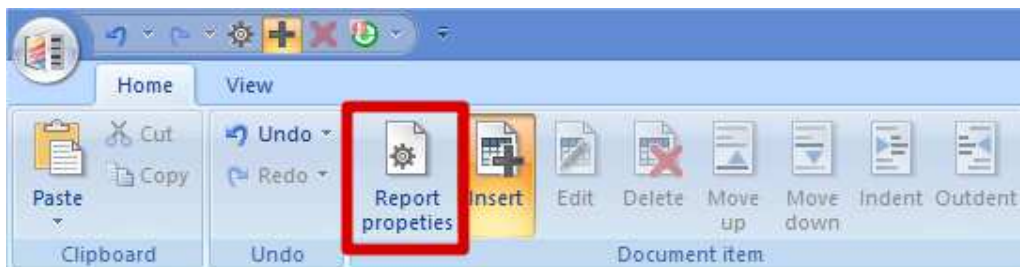 Home View
Cut Undo
Copy Redo
Paste Report propeties Insert Edit Delete Move up Move down Indent Outdent
Clipboard Undo Document item